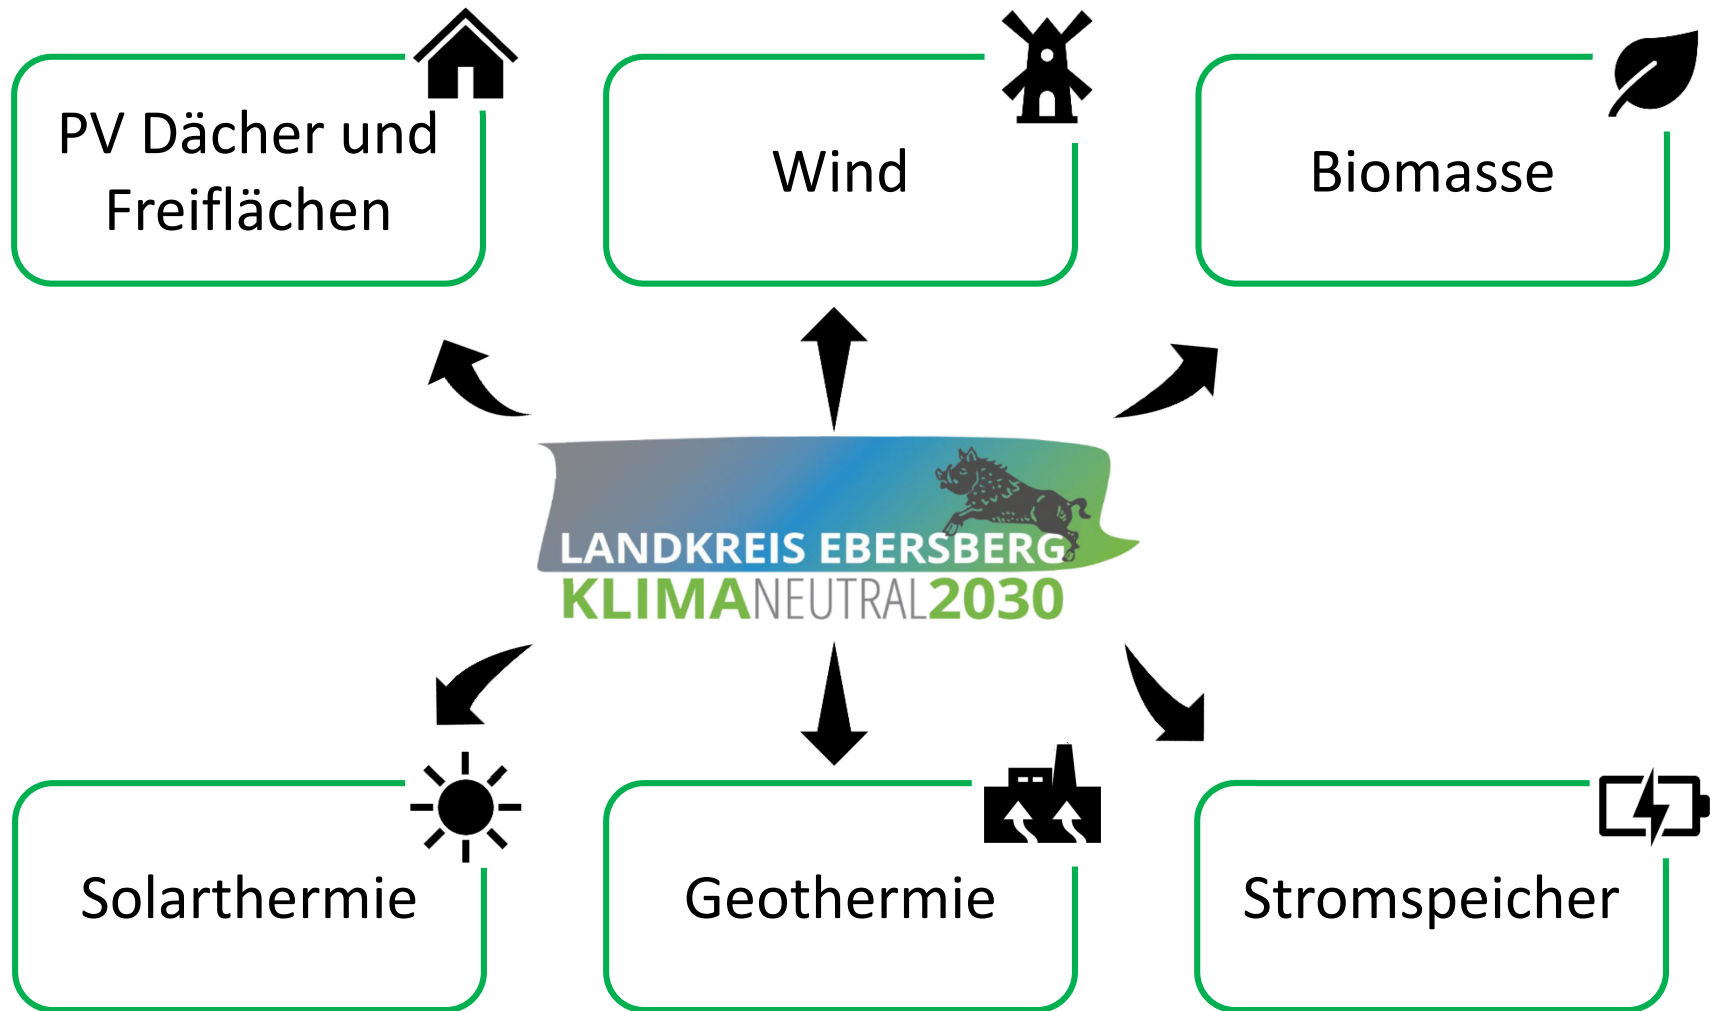 PV Dächer und
Freiflächen
Wind
Biomasse
LANDKREIS EBERSBERG
KLIMANEUTRAL2030
Solarthermie
Geothermie
Stromspeicher